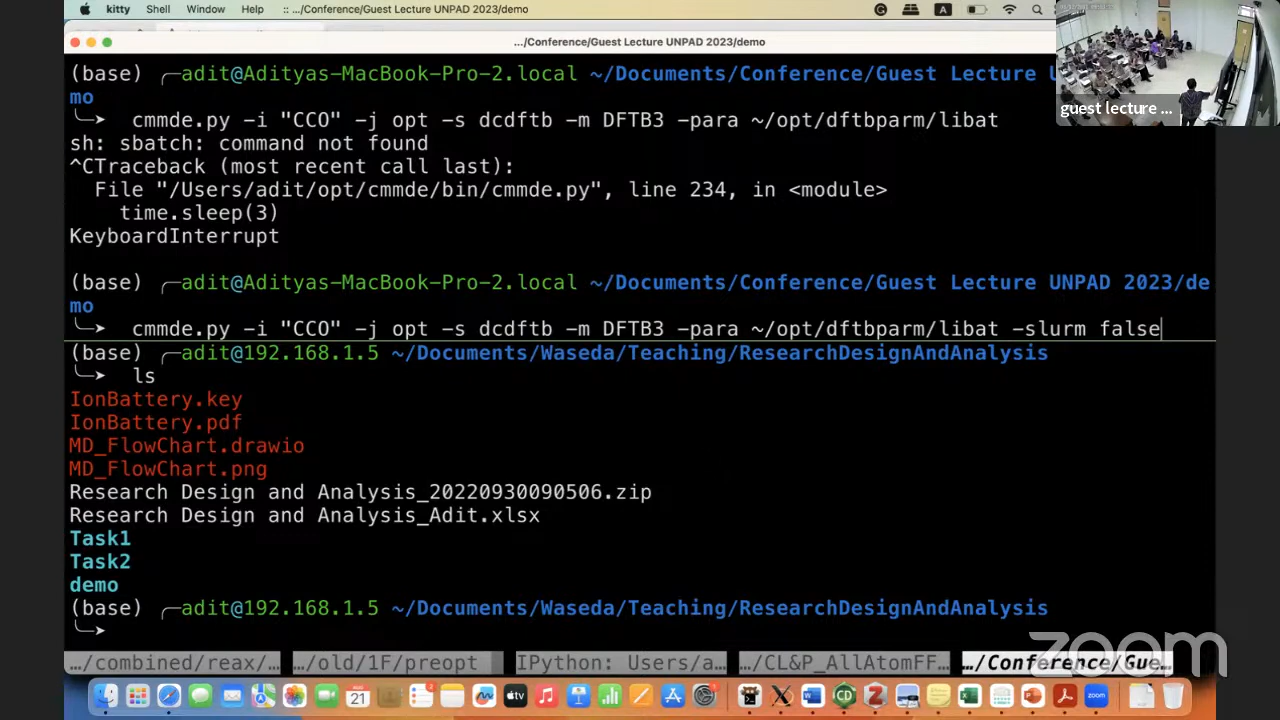 kitty Shell Window Help :: .../Conference/Guest Lecture UNPAD 2023/demo
.../Conference/Guest Lecture UNPAD 2023/demo
(base) ╭─adit@Adityas-MacBook-Pro-2.local ~/Documents/Conference/Guest Lecture
mo
╰─➤ cmmde.py -i "CCO" -j opt -s dcdftb -m DFTB3 -para ~/opt/dftbparm/libat
sh: sbatch: command not found
^CTraceback (most recent call last):
File "/Users/adit/opt/cmmde/bin/cmmde.py", line 234, in <module>
time.sleep(3)
KeyboardInterrupt
(base) ╭─adit@Adityas-MacBook-Pro-2.local ~/Documents/Conference/Guest Lecture UNPAD 2023/de
mo
╰─➤ cmmde.py -i "CCO" -j opt -s dcdftb -m DFTB3 -para ~/opt/dftbparm/libat -slurm false
(base) ╭─adit@192.168.1.5 ~/Documents/Waseda/Teaching/ResearchDesignAndAnalysis
╰─➤ ls
IonBattery.key
IonBattery.pdf
MD_FlowChart.drawio
MD_FlowChart.png
Research Design and Analysis_20220930090506.zip
Research Design and Analysis_Adit.xlsx
Task1
Task2
demo
(base) ╭─adit@192.168.1.5 ~/Documents/Waseda/Teaching/ResearchDesignAndAnalysis
╰─➤
…/combined/reax/… …/old/1F/preopt IPython: Users/a… …/CL&P_AllAtomFF… …/Conference/Gue…
guest lecture ...
zoom
21
zoom